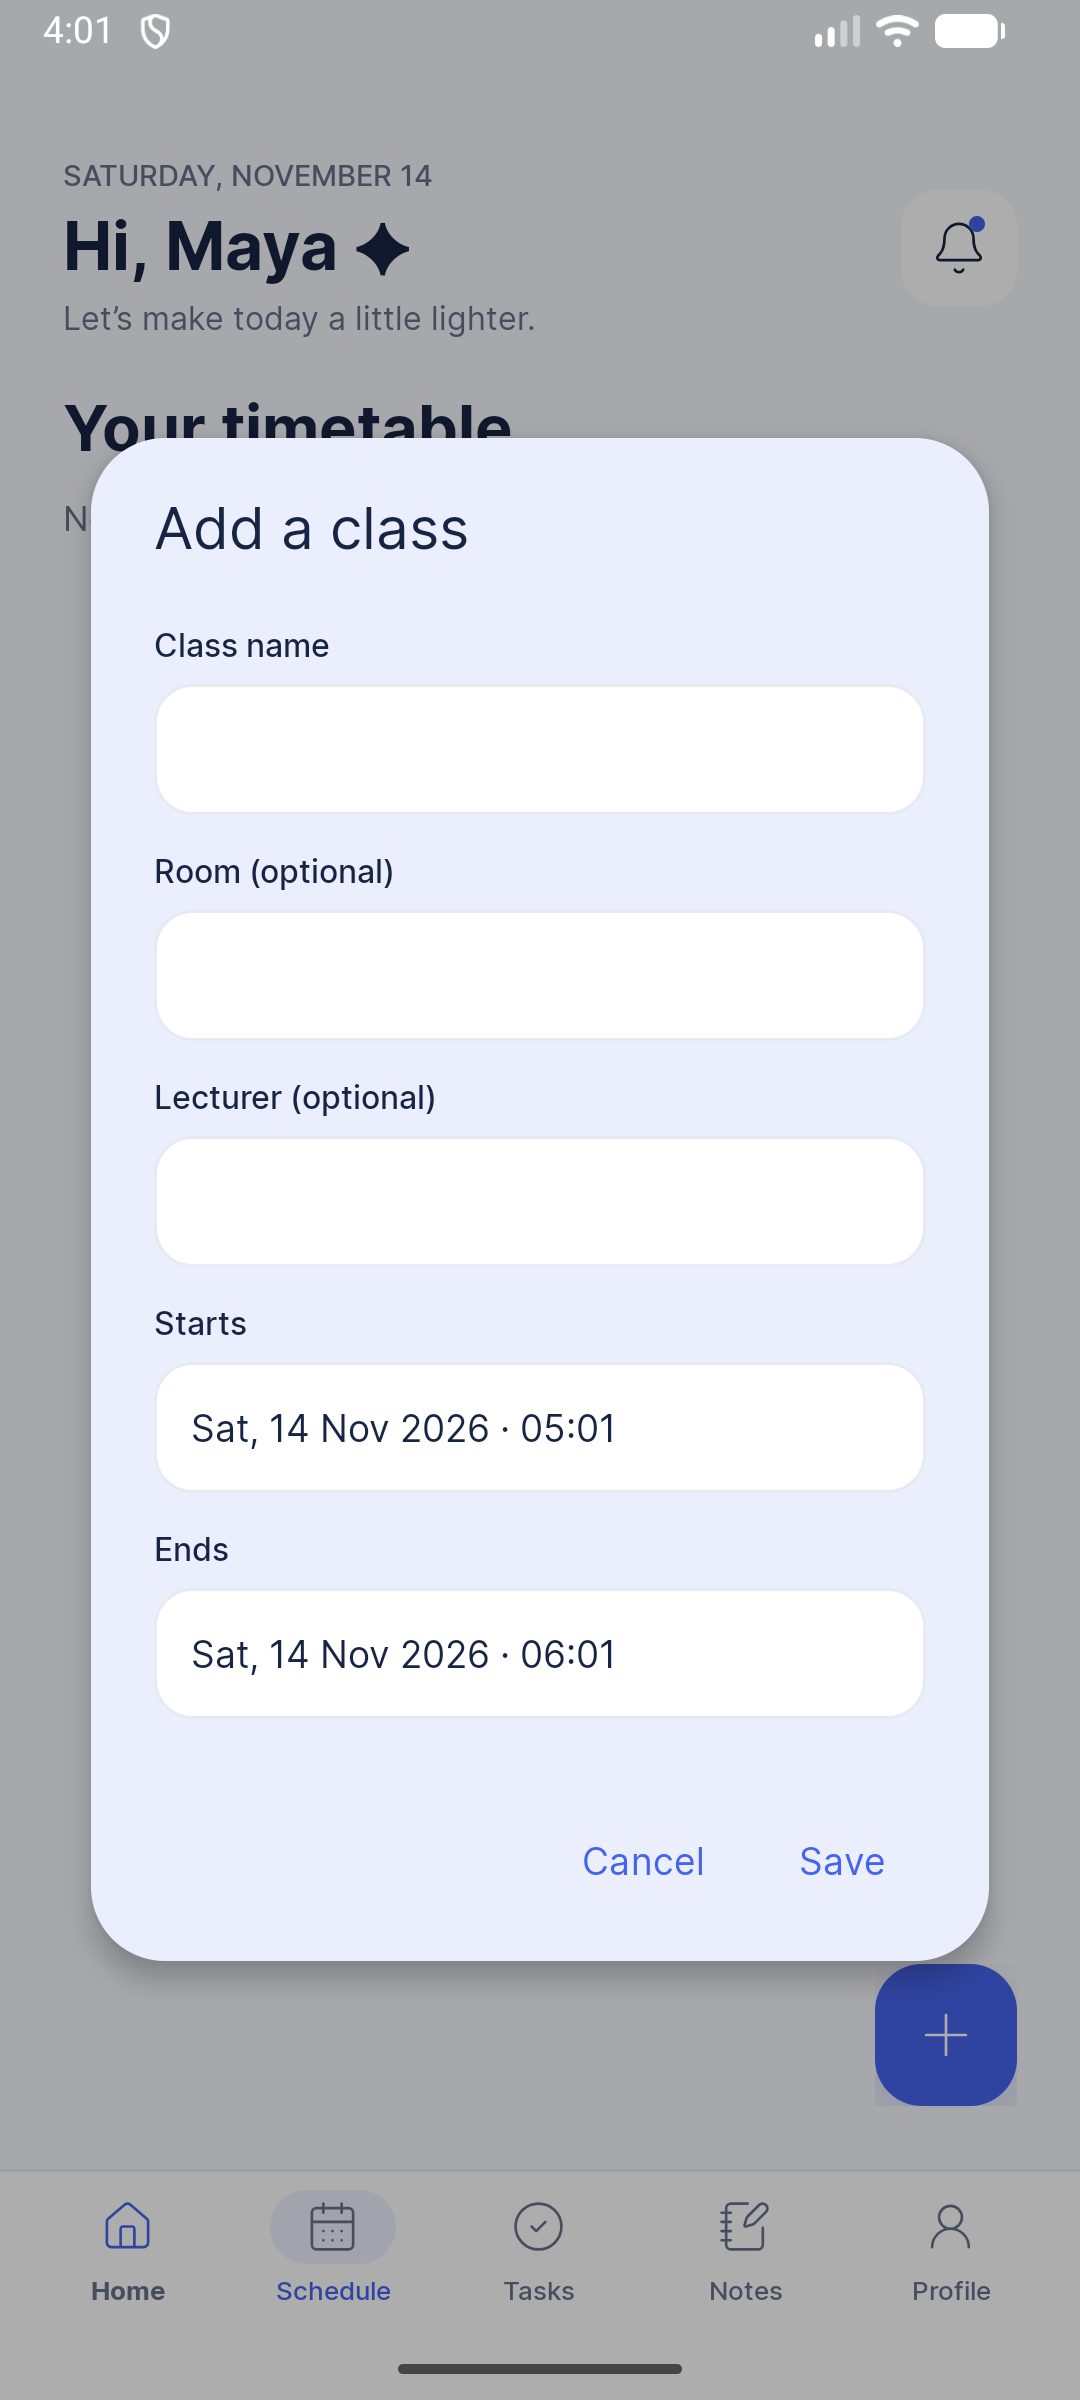 4:01
SATURDAY, NOVEMBER 14
Hi, Maya
Let's make today a little lighter.
Your timetable
Add a class
Class name
Room (optional)
Lecturer (optional)
Starts
Sat, 14 Nov 2026 · 05:01
Ends
Sat, 14 Nov 2026 · 06:01
Cancel Save
Home Schedule Tasks Notes Profile